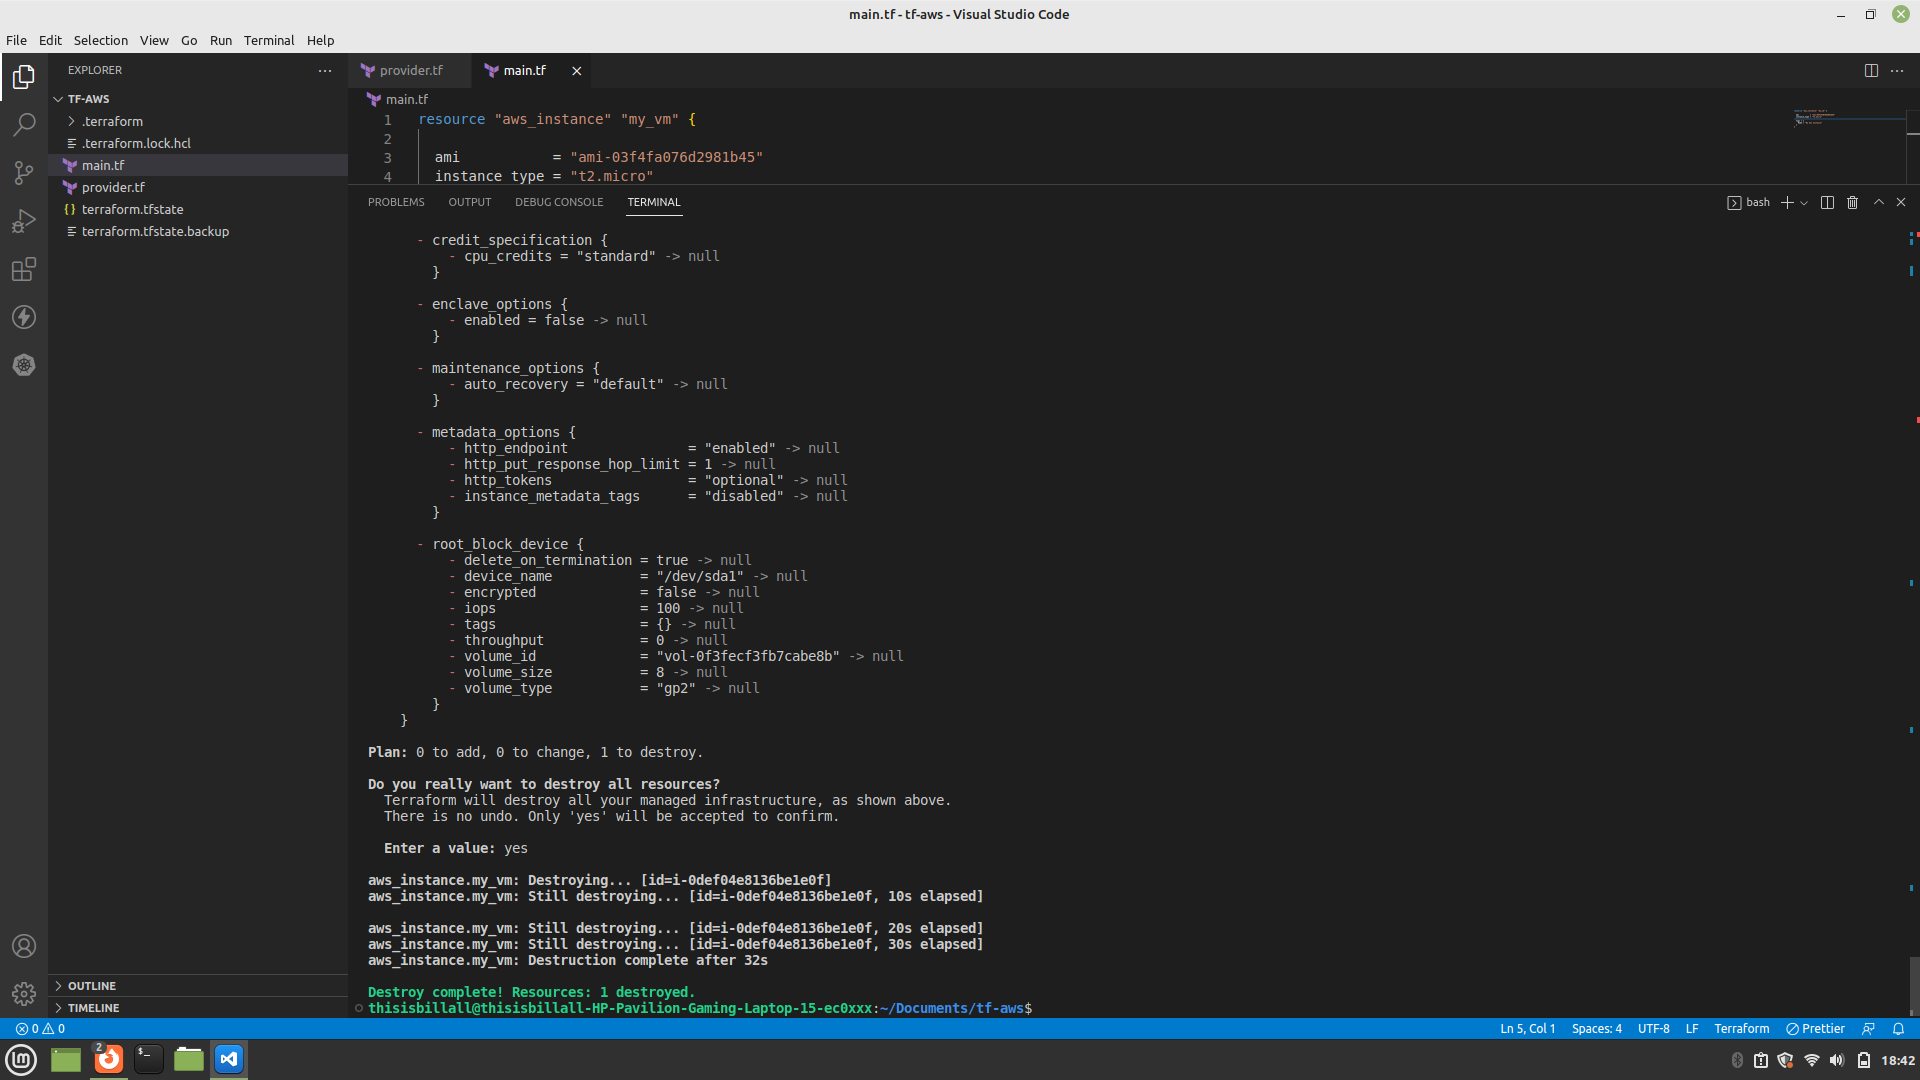 main.tf - tf-aws - Visual Studio Code
File Edit Selection View Go Run Terminal Help
EXPLORER
TF-AWS
.terraform
.terraform.lock.hcl
main.tf
provider.tf
terraform.tfstate
terraform.tfstate.backup
OUTLINE
TIMELINE
provider.tf main.tf
main.tf
1 resource "aws_instance" "my_vm" {
2
3 ami = "ami-03f4fa076d2981b45"
4 instance_type = "t2.micro"
PROBLEMS OUTPUT DEBUG CONSOLE TERMINAL
bash
- credit_specification {
- cpu_credits = "standard" -> null
}
- enclave_options {
- enabled = false -> null
}
- maintenance_options {
- auto_recovery = "default" -> null
}
- metadata_options {
- http_endpoint = "enabled" -> null
- http_put_response_hop_limit = 1 -> null
- http_tokens = "optional" -> null
- instance_metadata_tags = "disabled" -> null
}
- root_block_device {
- delete_on_termination = true -> null
- device_name = "/dev/sda1" -> null
- encrypted = false -> null
- iops = 100 -> null
- tags = {} -> null
- throughput = 0 -> null
- volume_id = "vol-0f3fecf3fb7cabe8b" -> null
- volume_size = 8 -> null
- volume_type = "gp2" -> null
}
}
Plan: 0 to add, 0 to change, 1 to destroy.
Do you really want to destroy all resources?
Terraform will destroy all your managed infrastructure, as shown above.
There is no undo. Only 'yes' will be accepted to confirm.
Enter a value: yes
aws_instance.my_vm: Destroying... [id=i-0def04e8136be1e0f]
aws_instance.my_vm: Still destroying... [id=i-0def04e8136be1e0f, 10s elapsed]
aws_instance.my_vm: Still destroying... [id=i-0def04e8136be1e0f, 20s elapsed]
aws_instance.my_vm: Still destroying... [id=i-0def04e8136be1e0f, 30s elapsed]
aws_instance.my_vm: Destruction complete after 32s
Destroy complete! Resources: 1 destroyed.
thisisbillall@thisisbillall-HP-Pavilion-Gaming-Laptop-15-ec0xxx:~/Documents/tf-aws$
0 0 Ln 5, Col 1 Spaces: 4 UTF-8 LF Terraform Prettier
2 18:42